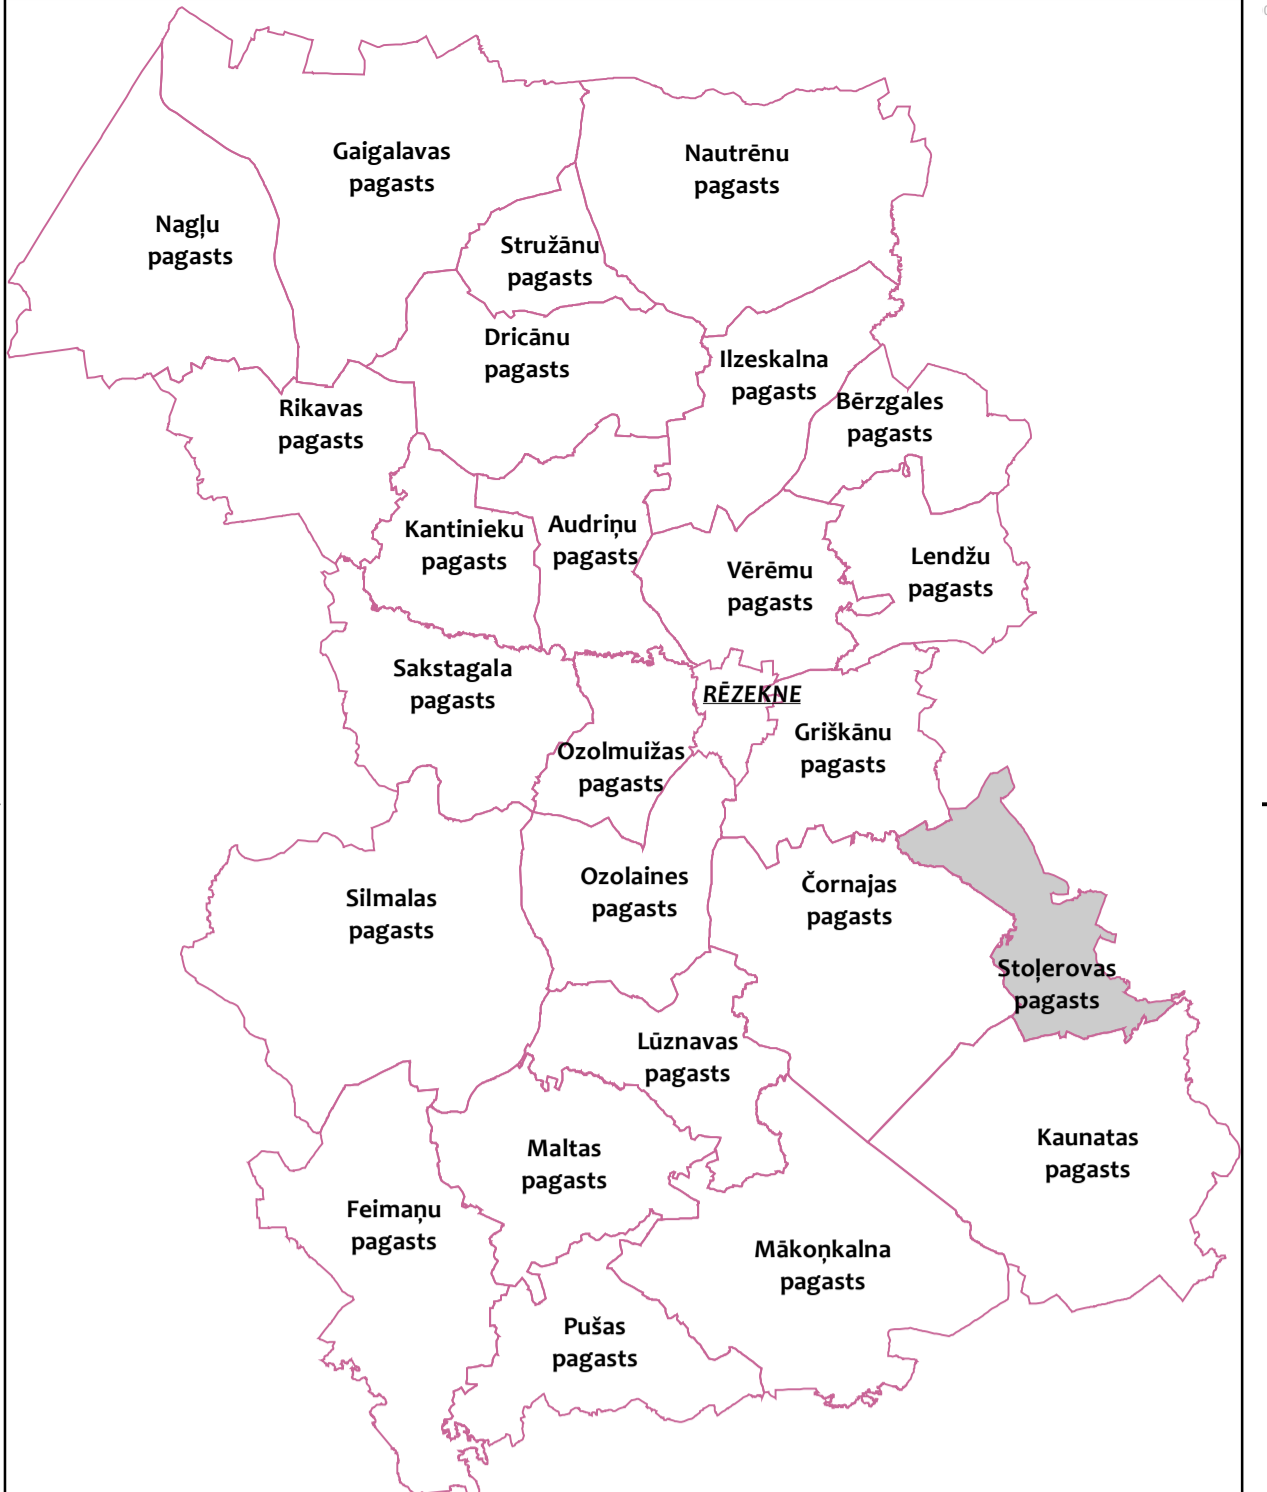 Gaigalavas
pagasts
Nautrēnu
pagasts
Nagļu
pagasts
Stružānu
pagasts
Dricānu
pagasts
Ilzeskalna
pagasts
Rikavas
pagasts
Bērzgales
pagasts
Kantinieku
pagasts
Audriņu
pagasts
Vērēmu
pagasts
Lendžu
pagasts
Sakstagala
pagasts
RĒZEKNE
Griškānu
pagasts
Ozolmuižas
pagasts
Silmalas
pagasts
Ozolaines
pagasts
Čornajas
pagasts
Stoļerovas
pagasts
Lūznavas
pagasts
Maltas
pagasts
Kaunatas
pagasts
Feimaņu
pagasts
Mākoņkalna
pagasts
Pušas
pagasts